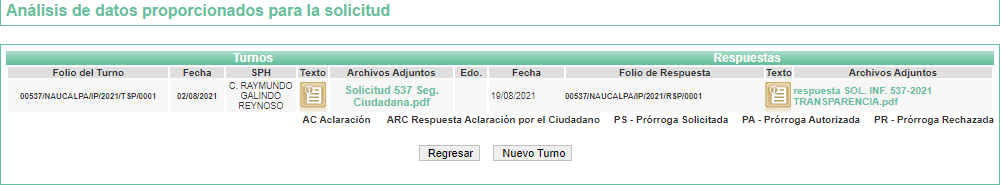 Análisis de datos proporcionados para la solicitud
Turnos Respuestas
Folio del Turno Fecha SPH Texto Archivos Adjuntos Edo. Fecha Folio de Respuesta Texto Archivos Adjuntos
00537/NAUCALPA/IP/2021/TSP/0001 02/08/2021 C. RAYMUNDO GALINDO REYNOSO Solicitud 537 Seg. Ciudadana.pdf 19/08/2021 00537/NAUCALPA/IP/2021/RSP/0001 respuesta SOL. INF. 537-2021 TRANSPARENCIA.pdf
AC Aclaración ARC Respuesta Aclaración por el Ciudadano PS - Prórroga Solicitada PA - Prórroga Autorizada PR - Prórroga Rechazada
Regresar Nuevo Turno